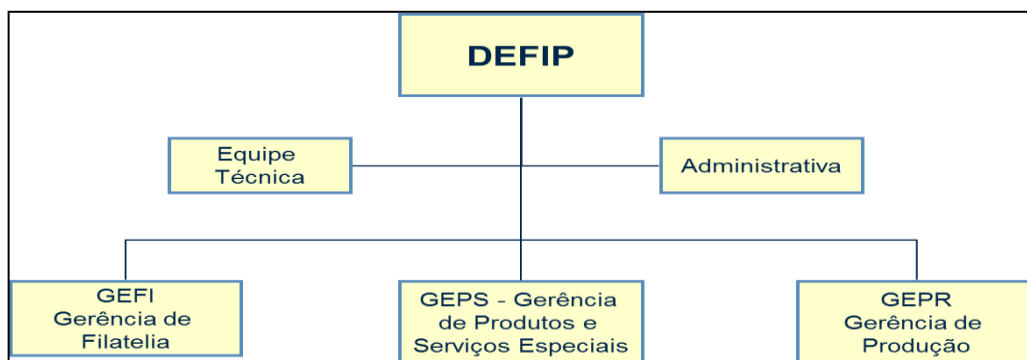 DEFIP
Equipe
Técnica
Administrativa
GEFI
Gerência de
Filatelia
GEPS - Gerência
de Produtos e
Serviços Especiais
GEPR
Gerência de
Produção